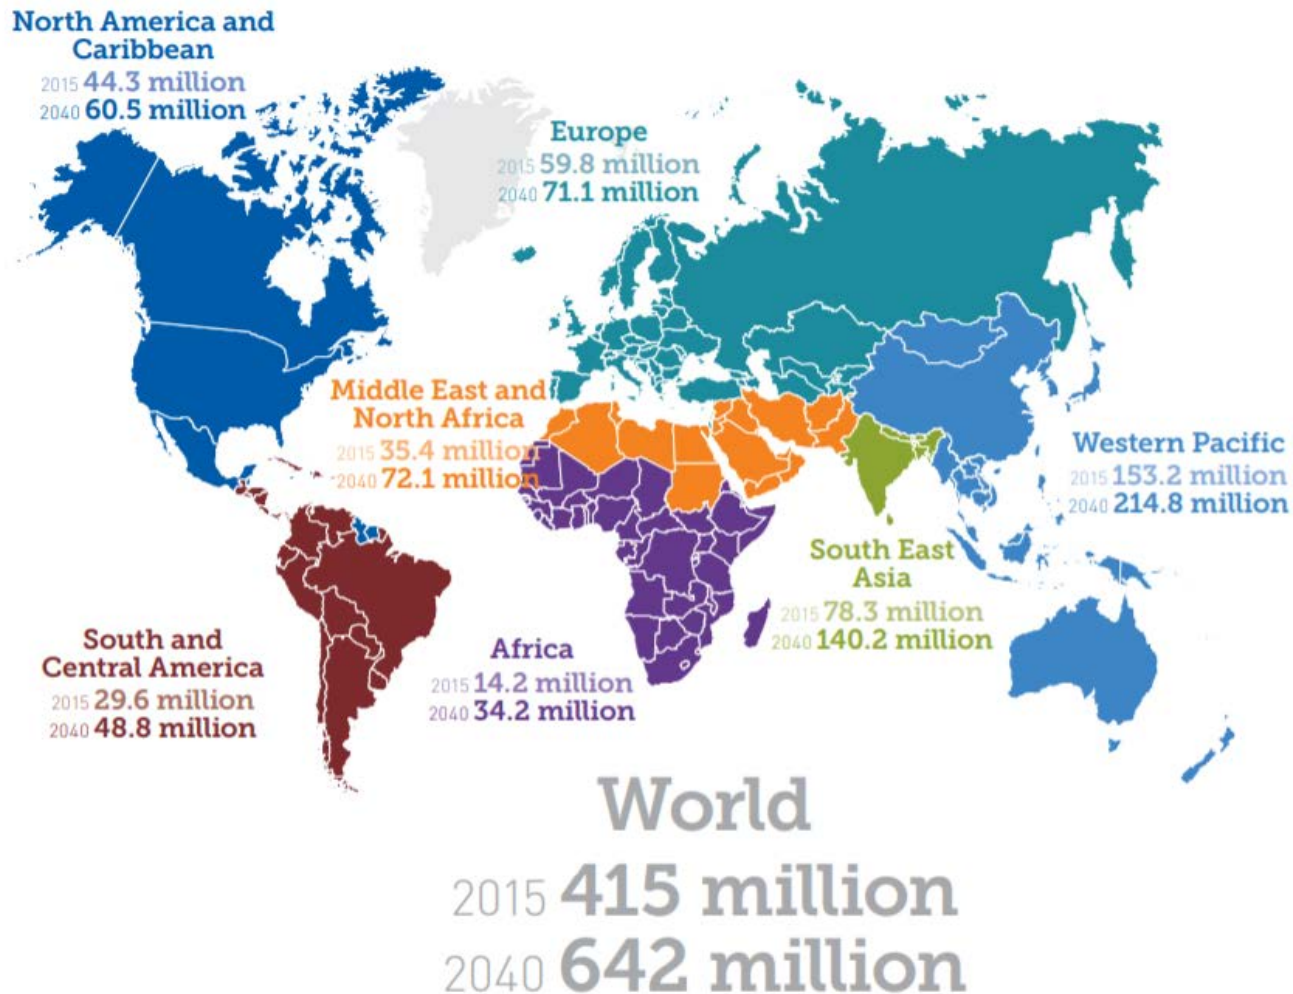 North America and
Caribbean
2015 44.3 million
2040 60.5 million
Europe
2015 59.8 million
2040 71.1 million
Middle East and
North Africa
2015 35.4 million
2040 72.1 million
Western Pacific
2015 153.2 million
2040 214.8 million
South East
Asia
2015 78.3 million
2040 140.2 million
South and
Central America
2015 29.6 million
2040 48.8 million
Africa
2015 14.2 million
2040 34.2 million
World
2015 415 million
2040 642 million